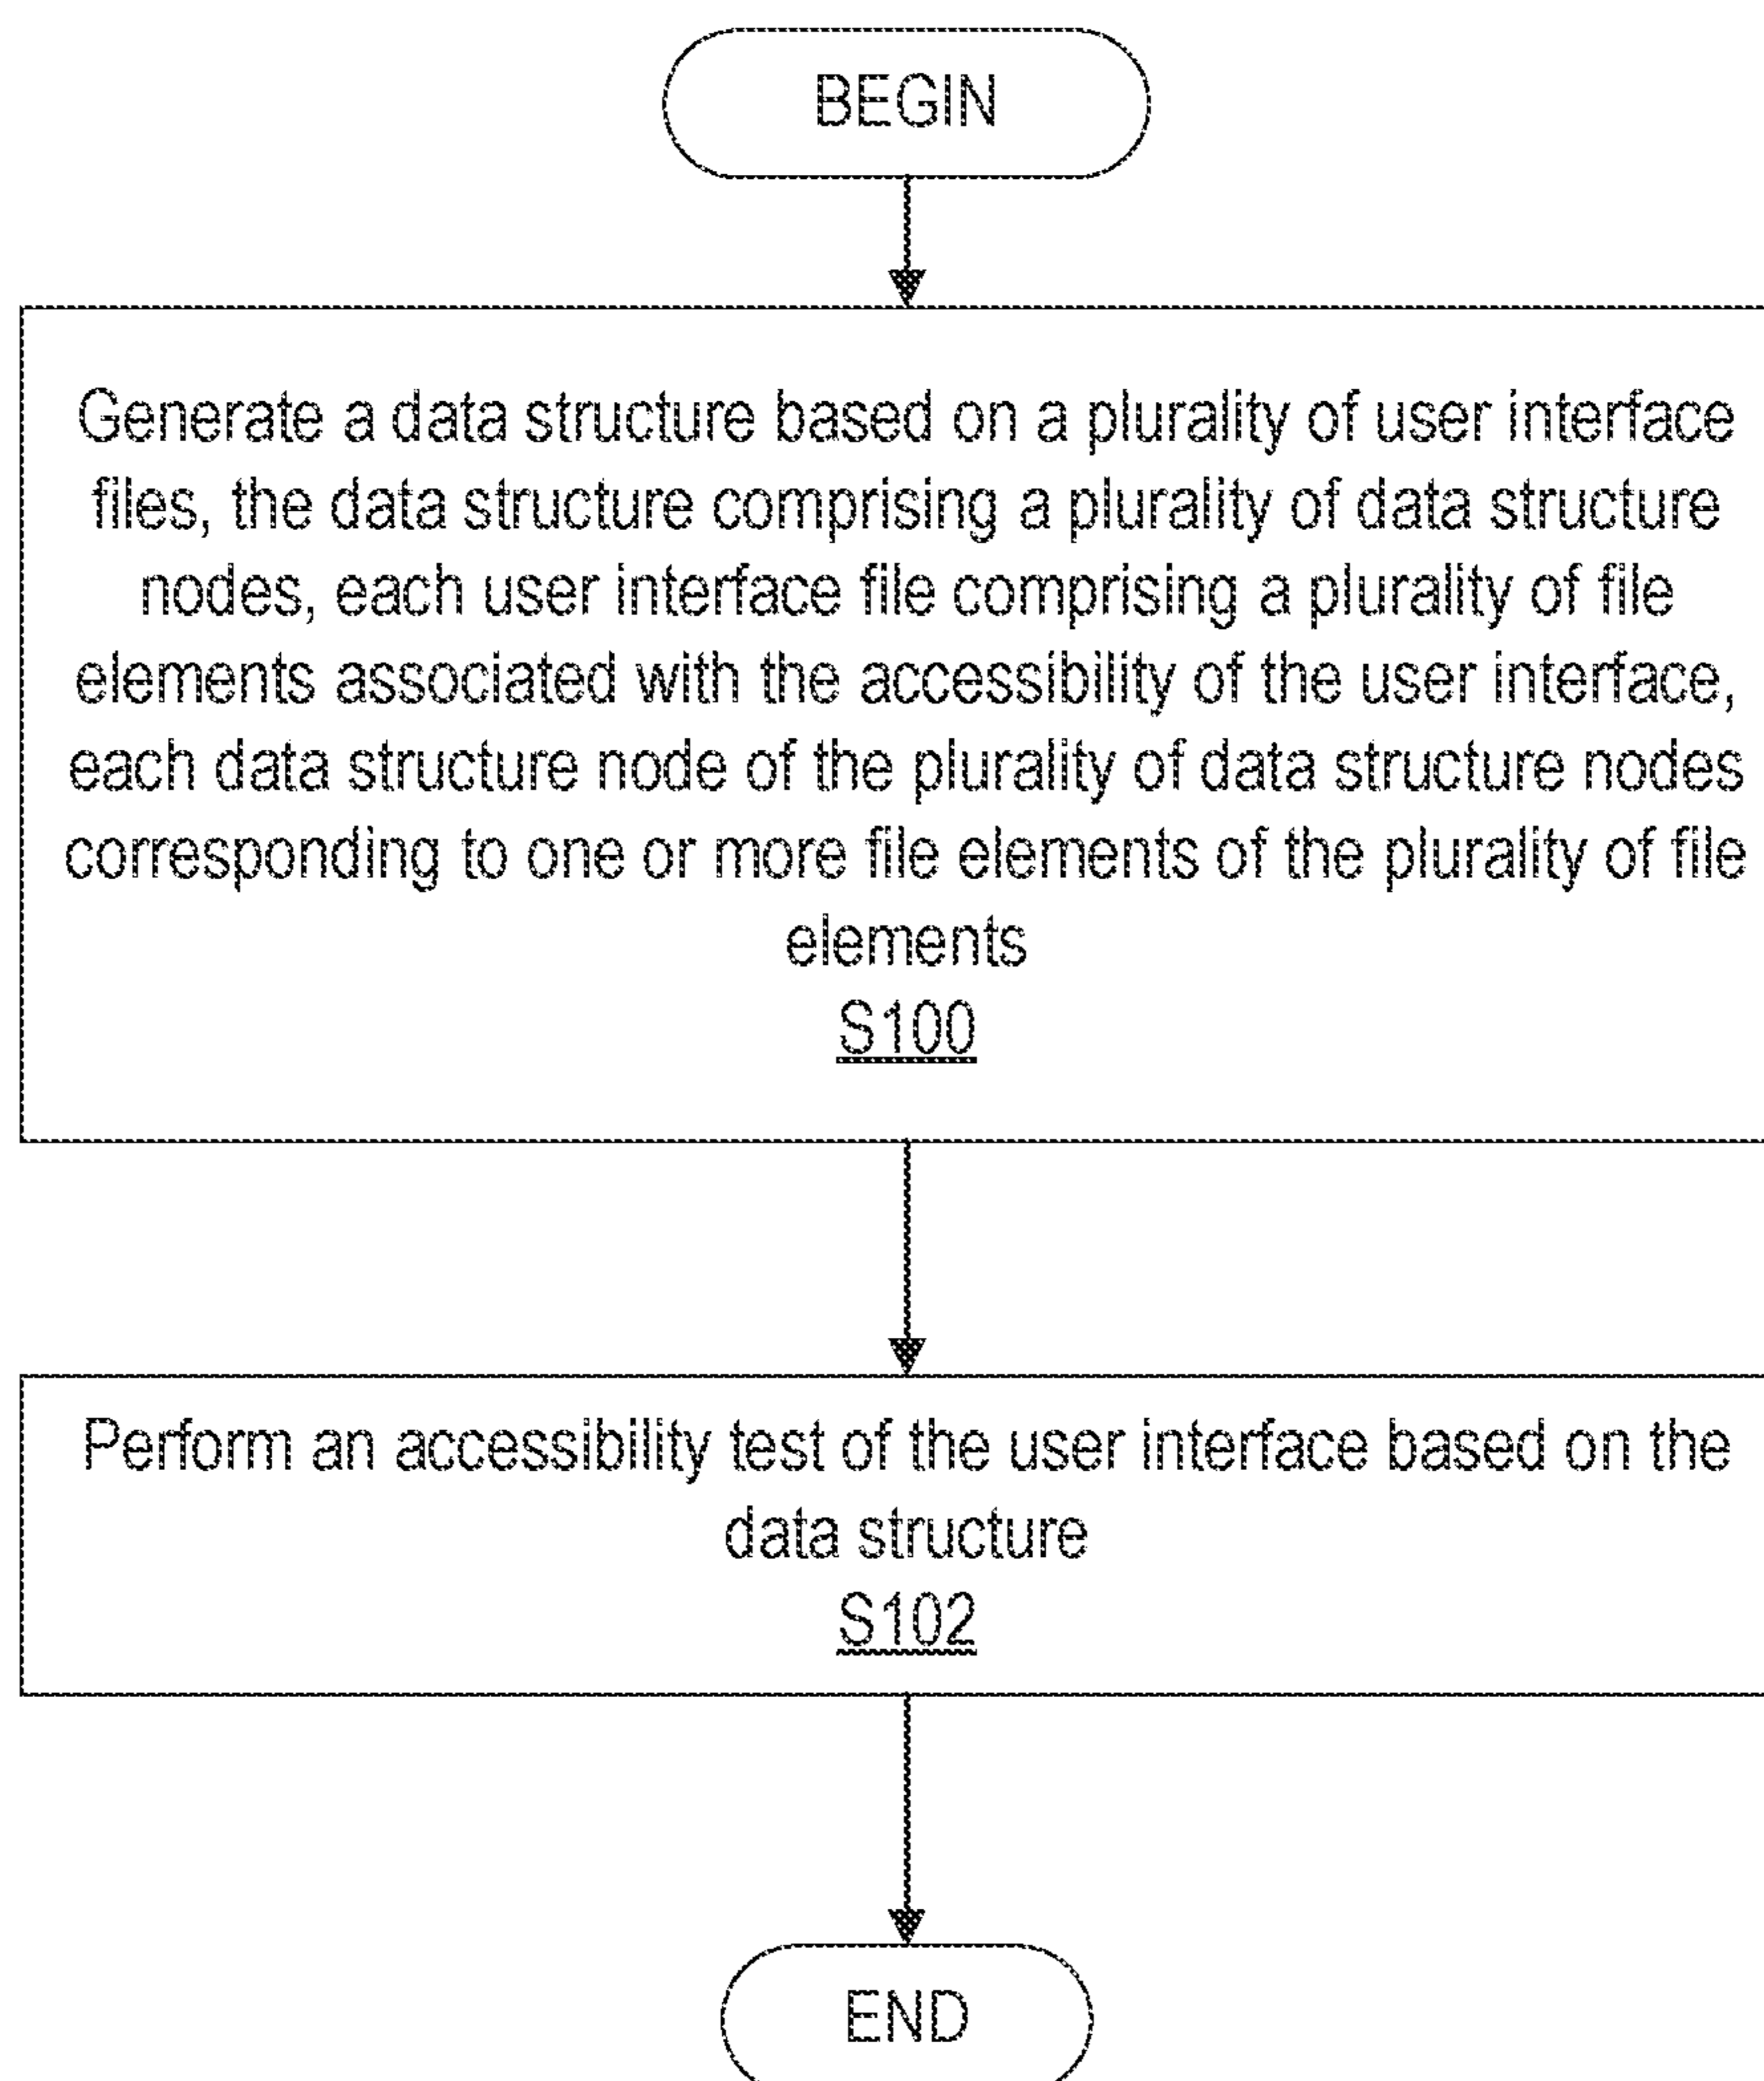 BEGIN
Generate a data structure based on a plurality of user interface
files, the data structure comprising a plurality of data structure
nodes, each user interface file comprising a plurality of file
elements associated with the accessibility of the user interface,
each data structure node of the plurality of data structure nodes
corresponding to one or more file elements of the plurality of file
elements
S100
Perform an accessibility test of the user interface based on the
data structure
S102
END